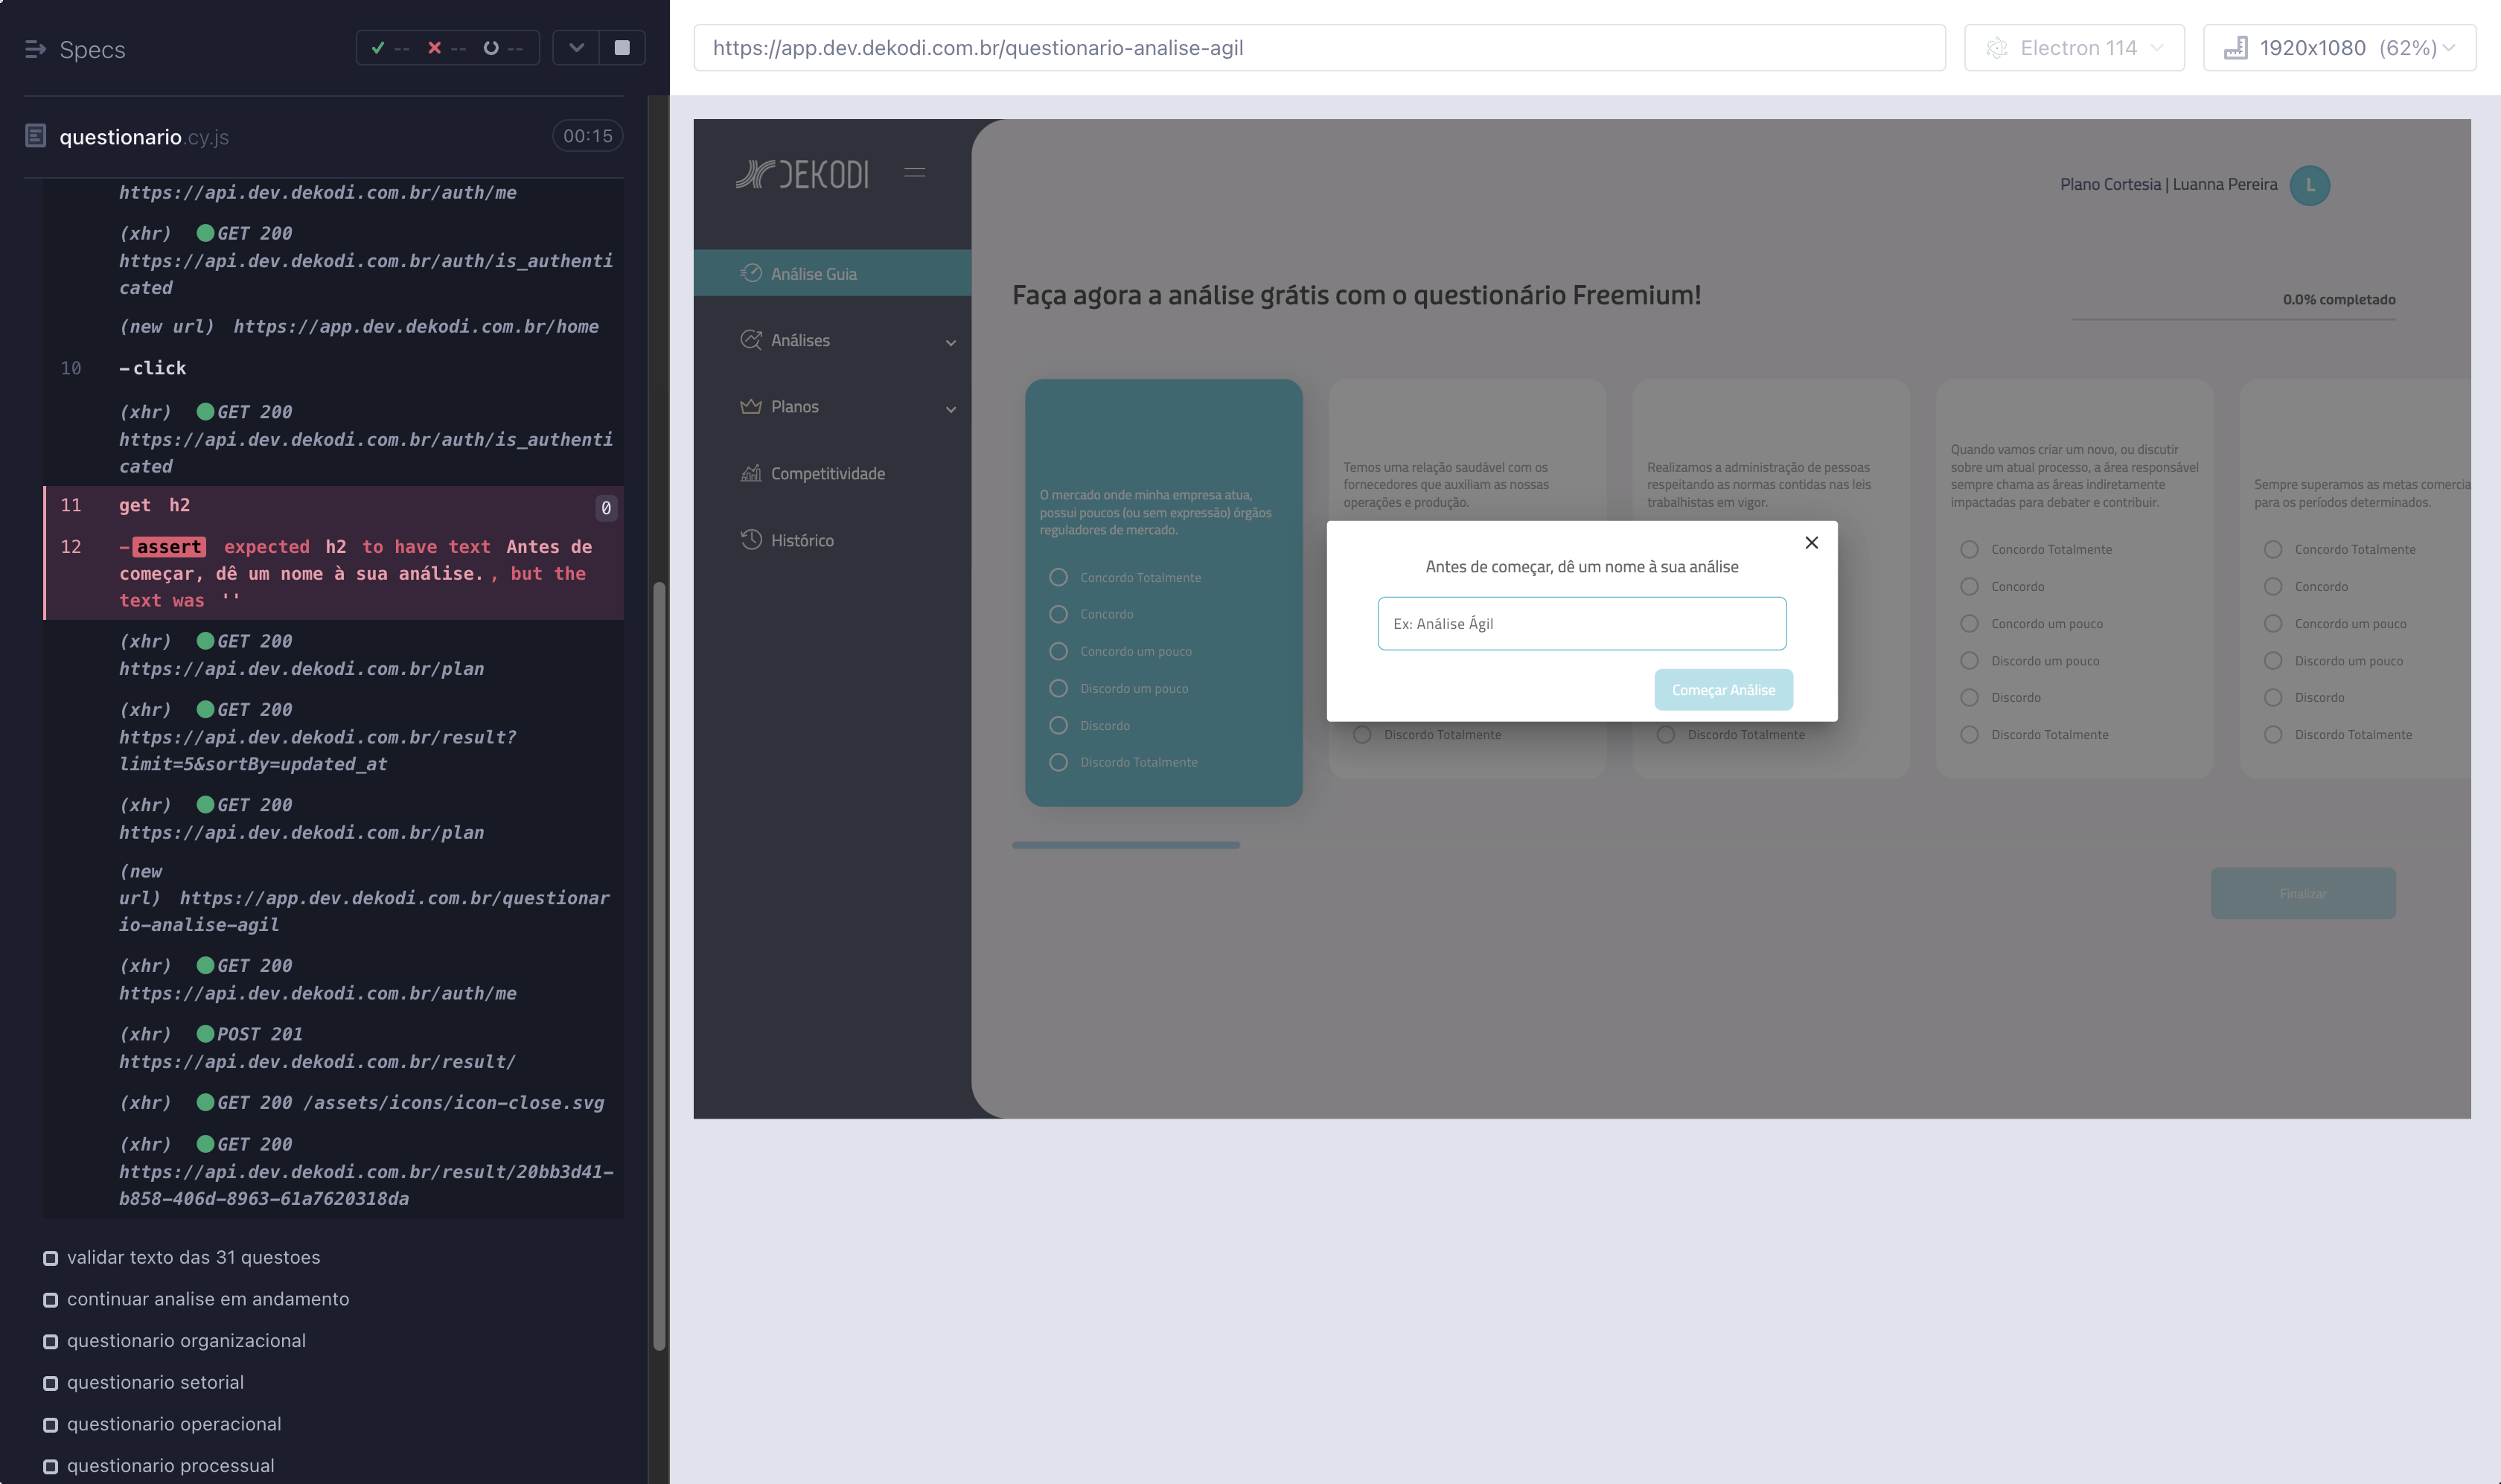 Specs
-- -- --
questionario.cy.js
00:15
https://api.dev.dekodi.com.br/auth/me
(xhr) GET 200
https://api.dev.dekodi.com.br/auth/is_authenti
cated
(new url) https://app.dev.dekodi.com.br/home
10 -click
(xhr) GET 200
https://api.dev.dekodi.com.br/auth/is_authenti
cated
11 get h2 0
12 -assert expected h2 to have text Antes de
começar, dê um nome à sua análise., but the
text was ''
(xhr) GET 200
https://api.dev.dekodi.com.br/plan
(xhr) GET 200
https://api.dev.dekodi.com.br/result?
limit=5&sortBy=updated_at
(xhr) GET 200
https://api.dev.dekodi.com.br/plan
(new
url) https://app.dev.dekodi.com.br/questionar
io-analise-agil
(xhr) GET 200
https://api.dev.dekodi.com.br/auth/me
(xhr) POST 201
https://api.dev.dekodi.com.br/result/
(xhr) GET 200 /assets/icons/icon-close.svg
(xhr) GET 200
https://api.dev.dekodi.com.br/result/20bb3d41-
b858-406d-8963-61a7620318da
validar texto das 31 questoes
continuar analise em andamento
questionario organizacional
questionario setorial
questionario operacional
questionario processual
https://app.dev.dekodi.com.br/questionario-analise-agil
Electron 114
1920x1080 (62%)
DEKODI
Análise Guia
Análises
Planos
Competitividade
Histórico
Plano Cortesia | Luanna Pereira
L
Faça agora a análise grátis com o questionário Freemium!
0.0% completado
O mercado onde minha empresa atua,
possui poucos (ou sem expressão) órgãos
reguladores de mercado.
Concordo Totalmente
Concordo
Concordo um pouco
Discordo um pouco
Discordo
Discordo Totalmente
Temos uma relação saudável com os
fornecedores que auxiliam as nossas
operações e produção.
Discordo Totalmente
Realizamos a administração de pessoas
respeitando as normas contidas nas leis
trabalhistas em vigor.
Discordo Totalmente
Quando vamos criar um novo, ou discutir
sobre um atual processo, a área responsável
sempre chama as áreas indiretamente
impactadas para debater e contribuir.
Concordo Totalmente
Concordo
Concordo um pouco
Discordo um pouco
Discordo
Discordo Totalmente
Sempre superamos as metas comercia
para os períodos determinados.
Concordo Totalmente
Concordo
Concordo um pouco
Discordo um pouco
Discordo
Discordo Totalmente
Antes de começar, dê um nome à sua análise
Ex: Análise Ágil
Começar Análise
Finalizar